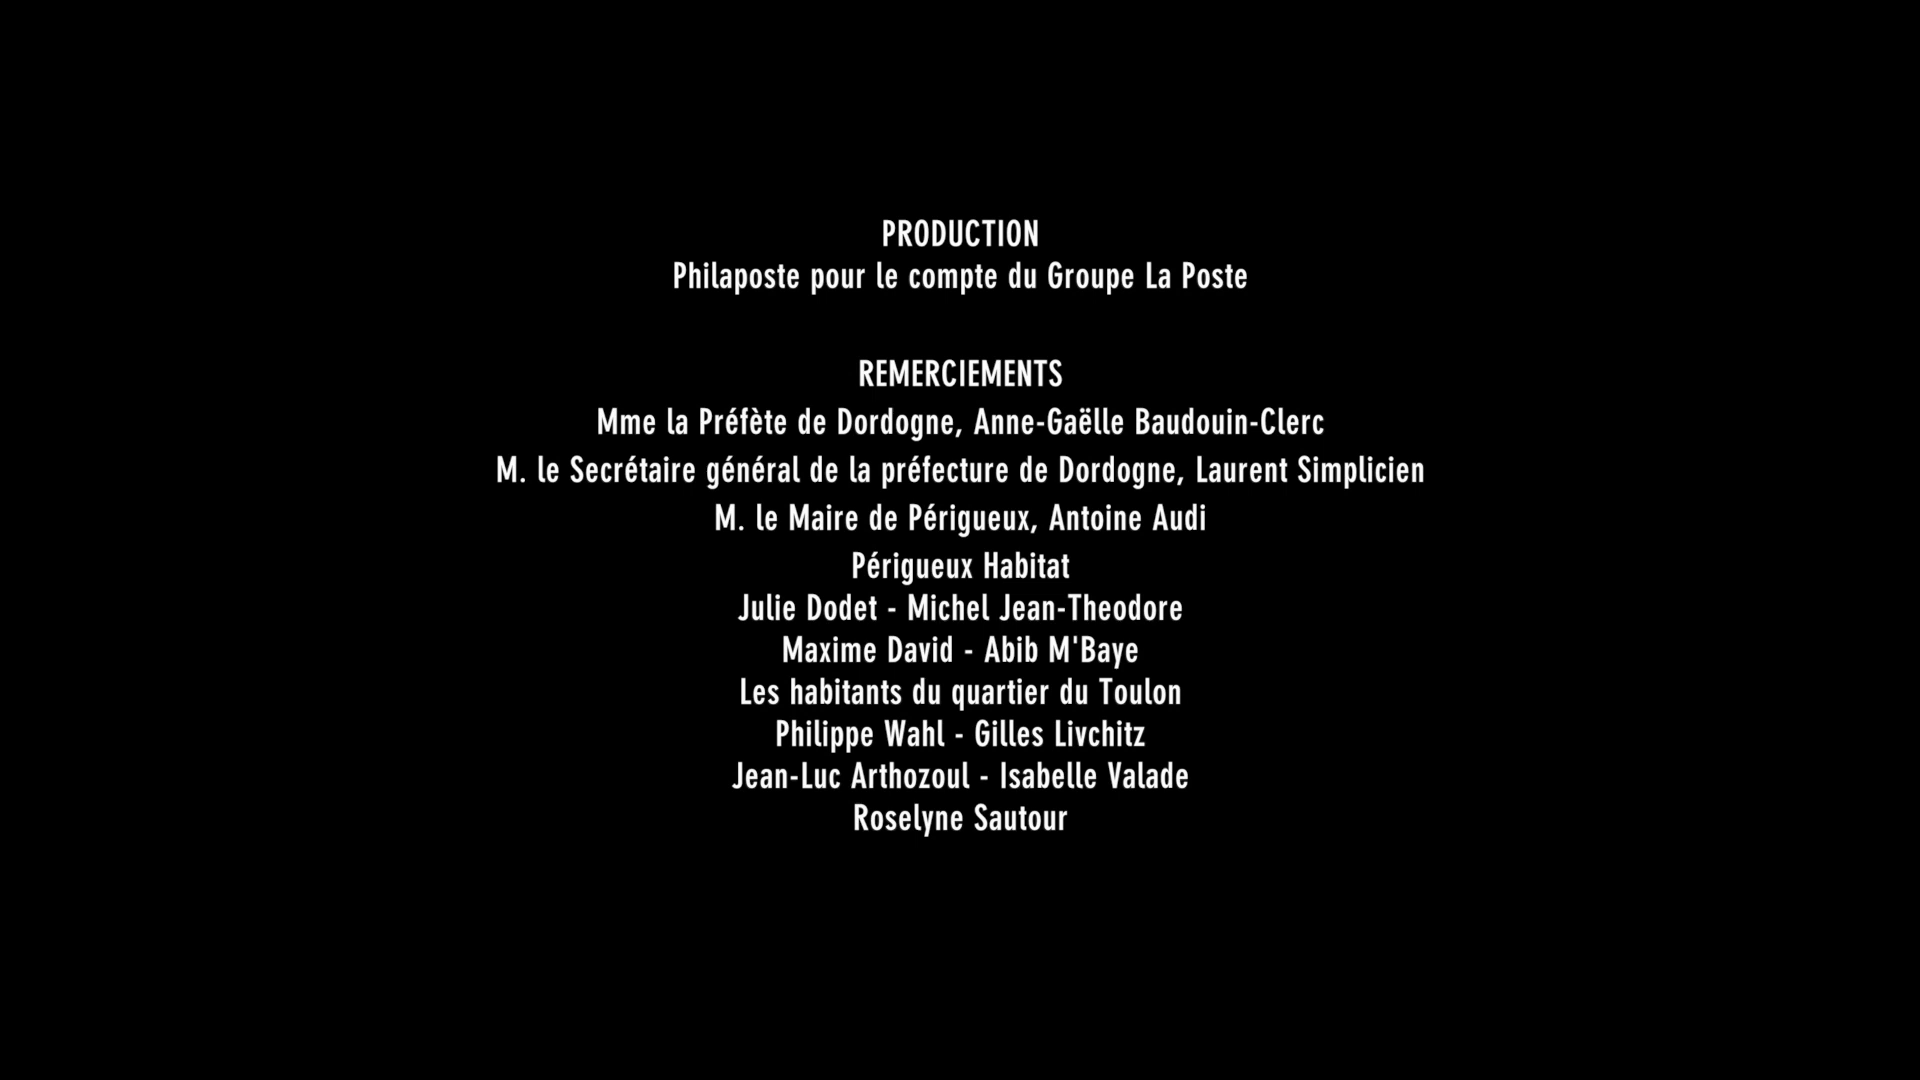 PRODUCTION
Philaposte pour le compte du Groupe La Poste
REMERCIEMENTS
Mme la Préfète de Dordogne, Anne-Gaëlle Baudouin-Clerc
M. le Secrétaire général de la préfecture de Dordogne, Laurent Simplicien
M. le Maire de Périgueux, Antoine Audi
Périgueux Habitat
Julie Dodet - Michel Jean-Theodore
Maxime David - Abib M'Baye
Les habitants du quartier du Toulon
Philippe Wahl - Gilles Livchitz
Jean-Luc Arthozoul - Isabelle Valade
Roselyne Sautour